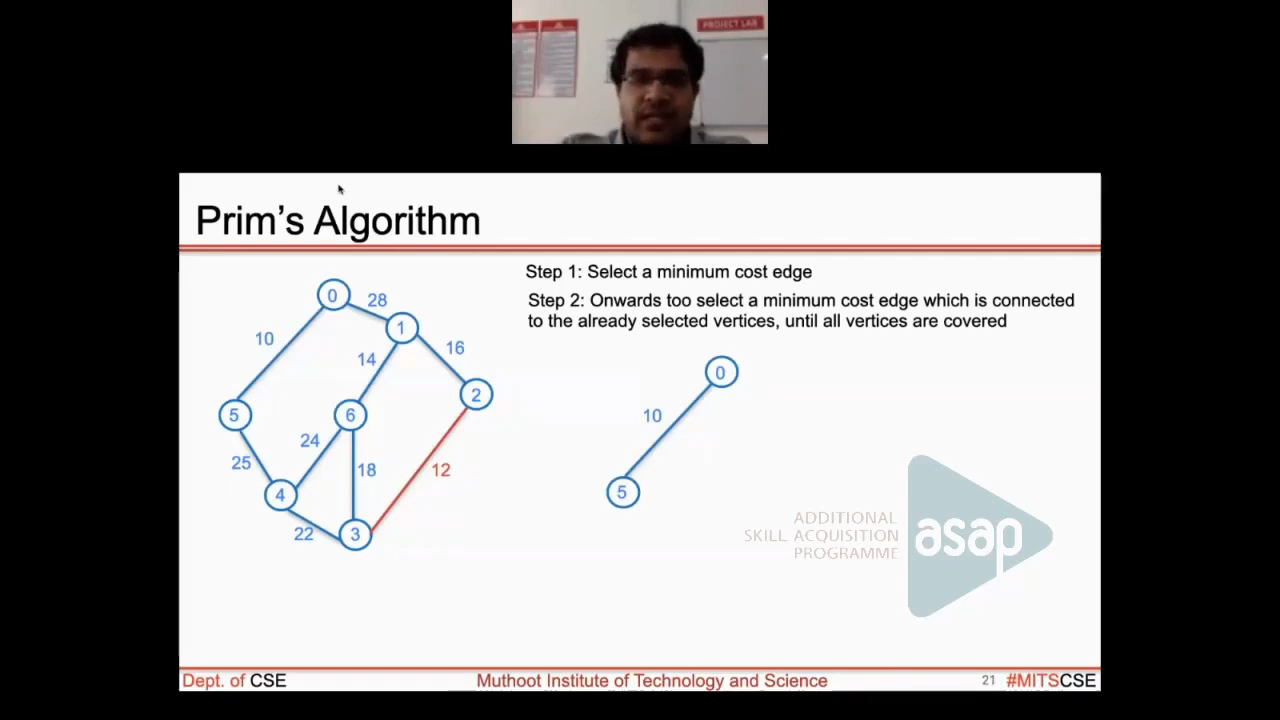 PROJECT LAB
Prim's Algorithm
Step 1: Select a minimum cost edge
Step 2: Onwards too select a minimum cost edge which is connected
to the already selected vertices, until all vertices are covered
0
28
1
10
14
16
2
5
6
24
25
18
12
4
22
3
0
10
5
ADDITIONAL
SKILL ACQUISITION
PROGRAMME
asap
Dept. of CSE
Muthoot Institute of Technology and Science
21
#MITSCSE